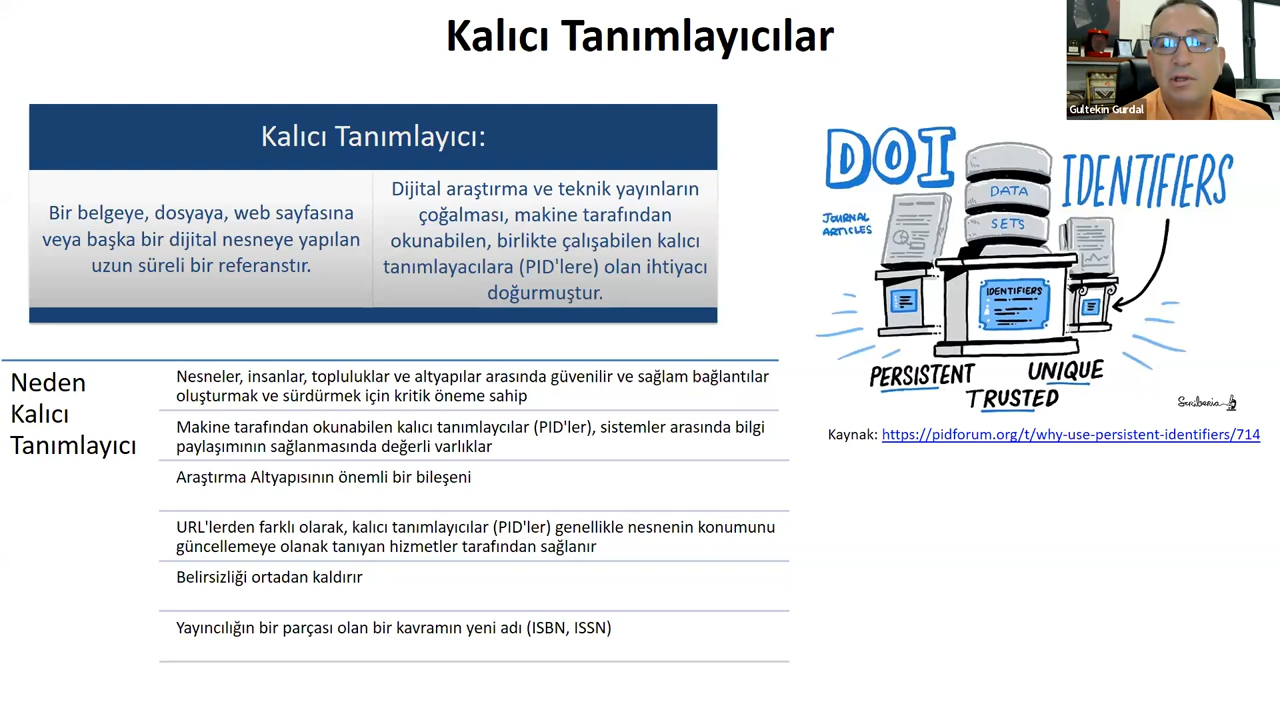 Kalıcı Tanımlayıcılar
Gultekin Gurdal
Kalıcı Tanımlayıcı:
Bir belgeye, dosyaya, web sayfasına
veya başka bir dijital nesneye yapılan
uzun süreli bir referanstır.
Dijital araştırma ve teknik yayınların
çoğalması, makine tarafından
okunabilen, birlikte çalışabilen kalıcı
tanımlayacılara (PID'lere) olan ihtiyacı
doğurmuştur.
DOI
IDENTIFIERS
JOURNAL
ARTICLES
DATA
SETS
IDENTIFIERS
PERSISTENT
UNIQUE
TRUSTED
Scriberia
Kaynak: https://pidforum.org/t/why-use-persistent-identifiers/714
Neden
Kalıcı
Tanımlayıcı
Nesneler, insanlar, topluluklar ve altyapılar arasında güvenilir ve sağlam bağlantılar
oluşturmak ve sürdürmek için kritik öneme sahip
Makine tarafından okunabilen kalıcı tanımlaycılar (PID'ler), sistemler arasında bilgi
paylaşımının sağlanmasında değerli varlıklar
Araştırma Altyapısının önemli bir bileşeni
URL'lerden farklı olarak, kalıcı tanımlayıcılar (PID'ler) genellikle nesnenin konumunu
güncellemeye olanak tanıyan hizmetler tarafından sağlanır
Belirsizliği ortadan kaldırır
Yayıncılığın bir parçası olan bir kavramın yeni adı (ISBN, ISSN)